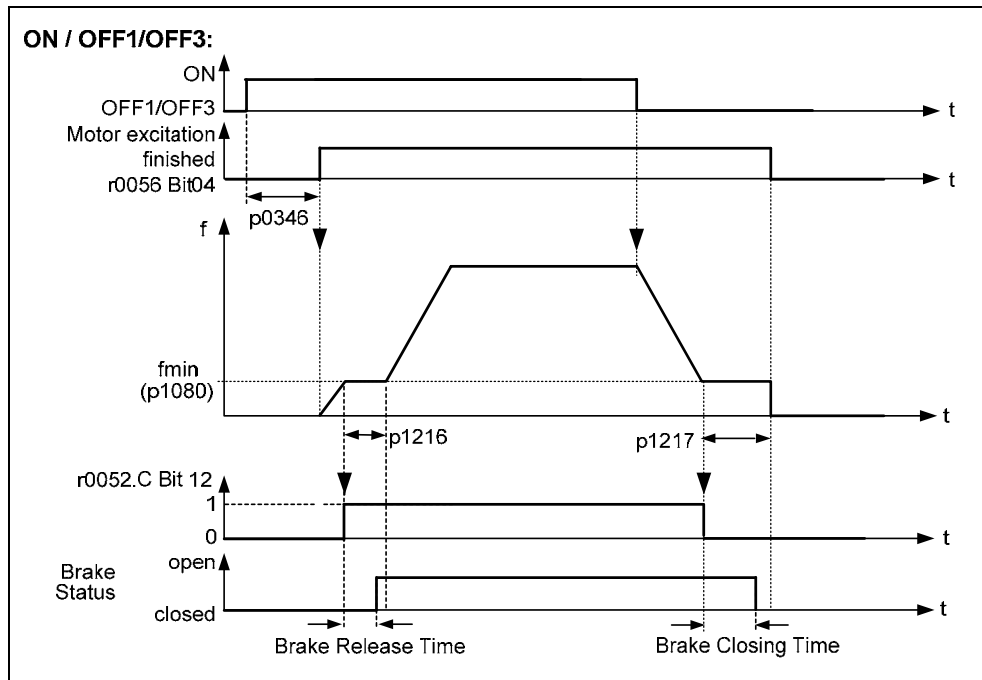 ON / OFF1/OFF3:
ON
OFF1/OFF3
t
Motor excitation
finished
r0056 Bit04
t
p0346
f
fmin
(p1080)
t
p1216
p1217
r0052.C Bit 12
1
0
t
Brake
Status
open
closed
t
Brake Release Time
Brake Closing Time